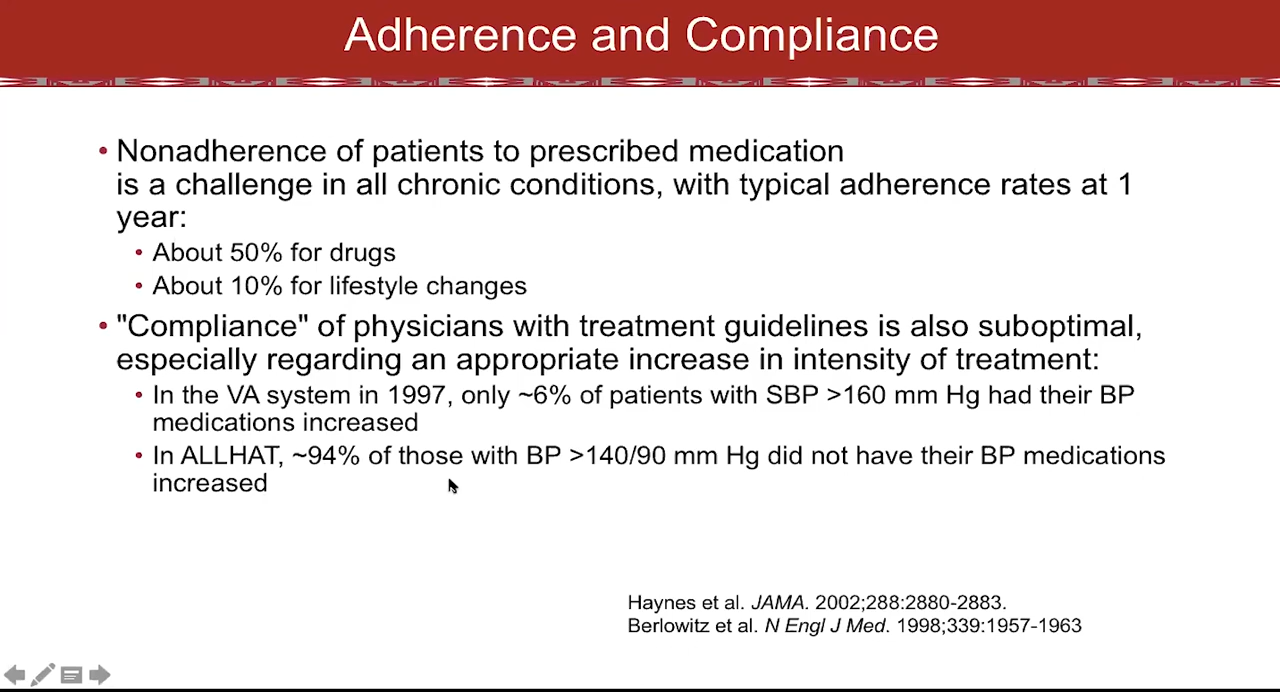 Adherence and Compliance
• Nonadherence of patients to prescribed medication
is a challenge in all chronic conditions, with typical adherence rates at 1
year:
• About 50% for drugs
• About 10% for lifestyle changes
• "Compliance" of physicians with treatment guidelines is also suboptimal,
especially regarding an appropriate increase in intensity of treatment:
• In the VA system in 1997, only ~6% of patients with SBP >160 mm Hg had their BP
medications increased
• In ALLHAT, ~94% of those with BP >140/90 mm Hg did not have their BP medications
increased
Haynes et al. JAMA. 2002;288:2880-2883.
Berlowitz et al. N Engl J Med. 1998;339:1957-1963